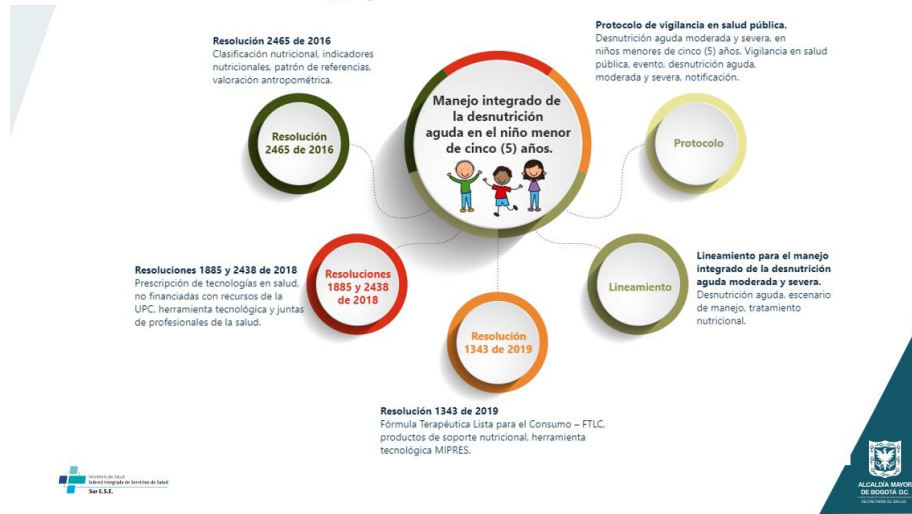 Resolución 2465 de 2016
Clasificación nutricional, indicadores
nutricionales, patrón de referencias,
valoración antropométrica.
Resolución
2465 de 2016
Manejo integrado de
la desnutrición
aguda en el niño menor
de cinco (5) años.
Protocolo de vigilancia en salud pública.
Desnutrición aguda moderada y severa, en
niños menores de cinco (5) años. Vigilancia en salud
pública, evento, desnutrición aguda,
moderada y severa, notificación.
Protocolo
Resoluciones 1885 y 2438 de 2018
Prescripción de tecnologías en salud,
no financiadas con recursos de la
UPC, herramienta tecnológica y juntas
de profesionales de la salud.
Resoluciones
1885 y 2438
de 2018
Resolución
1343 de 2019
Lineamiento
Lineamiento para el manejo
integrado de la desnutrición
aguda moderada y severa.
Desnutrición aguda, escenario
de manejo, tratamiento
nutricional.
Resolución 1343 de 2019
Fórmula Terapéutica Lista para el Consumo – FTLC,
productos de soporte nutricional, herramienta
tecnológica MIPRES.
Secretaría de Salud
Subred Integrada de Servicios de Salud
Sur E.S.E.
ALCALDÍA MAYOR
DE BOGOTÁ D.C.
SECRETARÍA DE SALUD